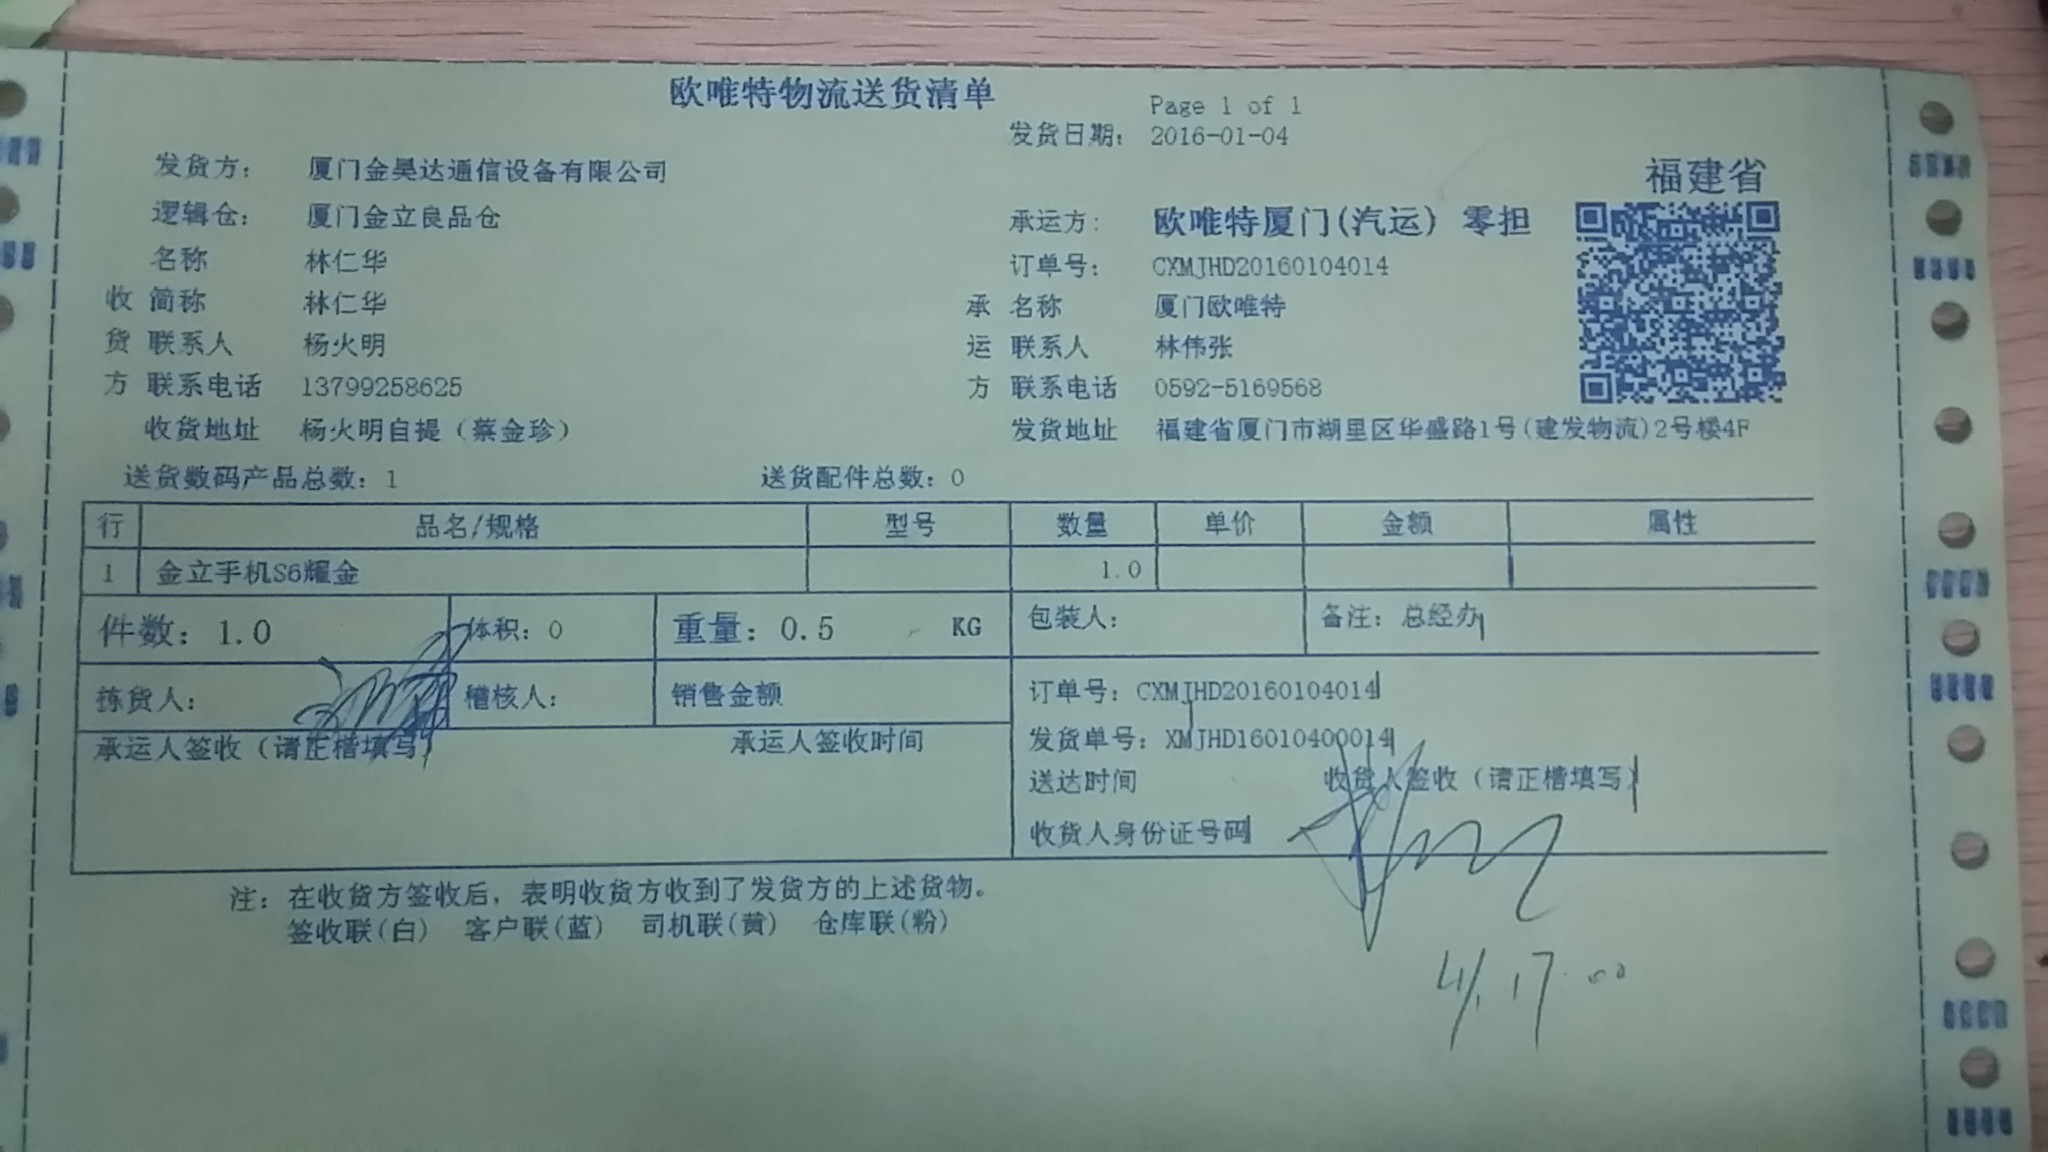 欧唯特物流送货清单
Page 1 of 1
发货日期： 2016-01-04
发货方： 厦门金昊达通信设备有限公司
福建省
逻辑仓： 厦门金立良品仓
承运方： 欧唯特厦门(汽运) 零担
名称 林仁华
订单号： CXMJHD20160104014
收 简称 林仁华
承 名称 厦门欧唯特
货 联系人 杨火明
运 联系人 林伟张
方 联系电话 13799258625
方 联系电话 0592-5169568
收货地址 杨火明自提（蔡金珍）
发货地址 福建省厦门市湖里区华盛路1号(建发物流)2号楼4F
送货数码产品总数：1 送货配件总数：0
行 品名/规格 型号 数量 单价 金额 属性
1 金立手机S6耀金 1.0
件数：1.0 体积：0 重量：0.5 KG 包装人： 备注：总经办
拣货人： 稽核人： 销售金额 订单号：CXMJHD20160104014
承运人签收（请正楷填写） 承运人签收时间 发货单号：XMJHD16010400014
送达时间 收货人签收（请正楷填写）
收货人身份证号码
注：在收货方签收后，表明收货方收到了发货方的上述货物。
签收联(白) 客户联(蓝) 司机联(黄) 仓库联(粉)
4/1 17:00